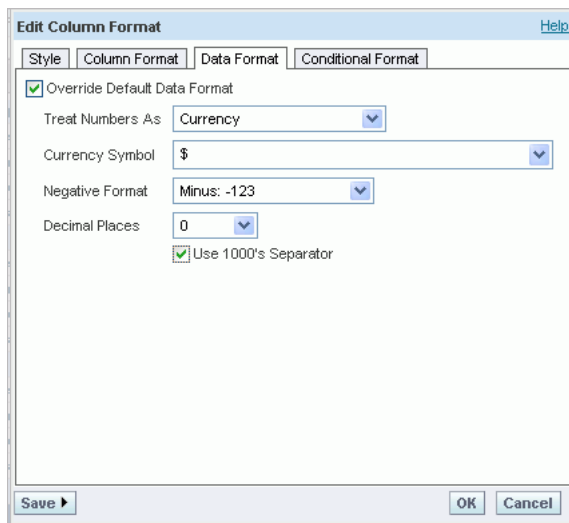 Edit Column Format Help
Style Column Format Data Format Conditional Format
Override Default Data Format
Treat Numbers As Currency
Currency Symbol $
Negative Format Minus: -123
Decimal Places 0
Use 1000's Separator
Save OK Cancel